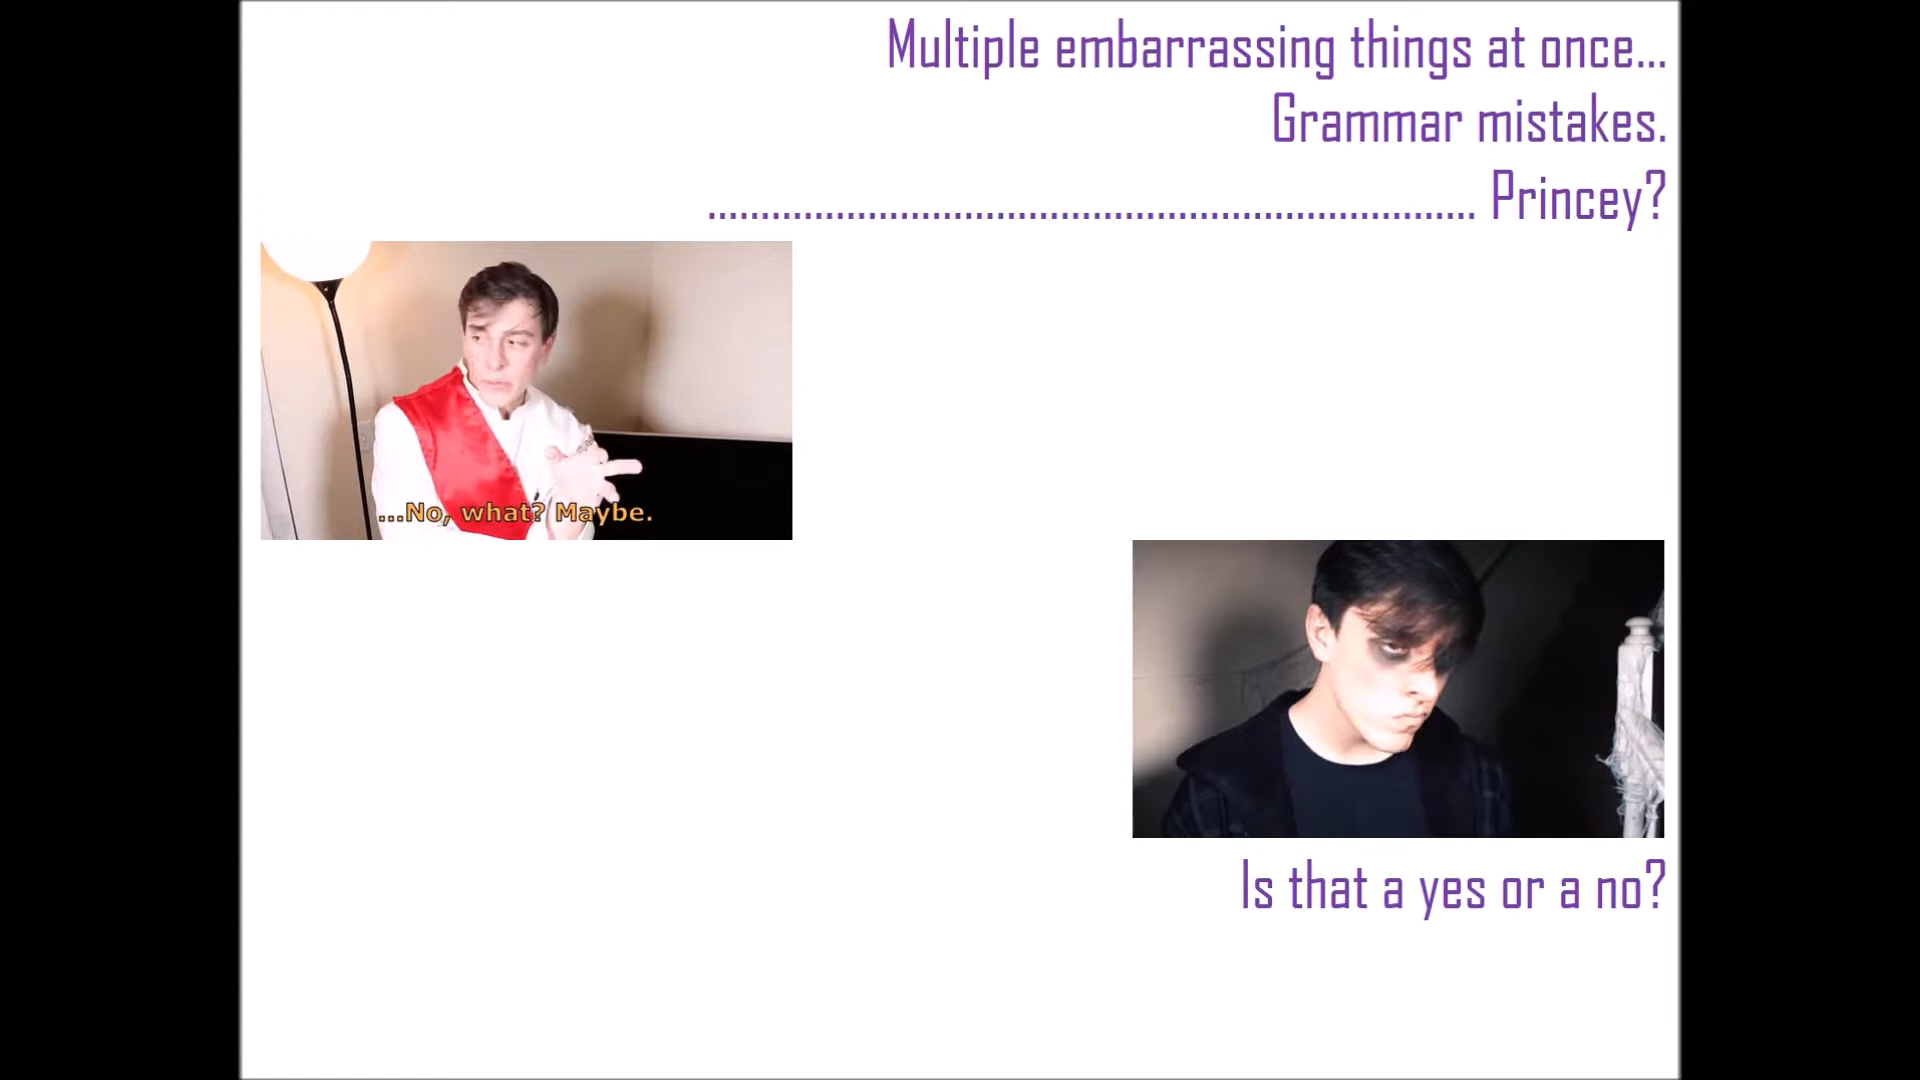 Multiple embarrassing things at once...
Grammar mistakes.
........................................................................ Princey?
...No, what? Maybe.
Is that a yes or a no?